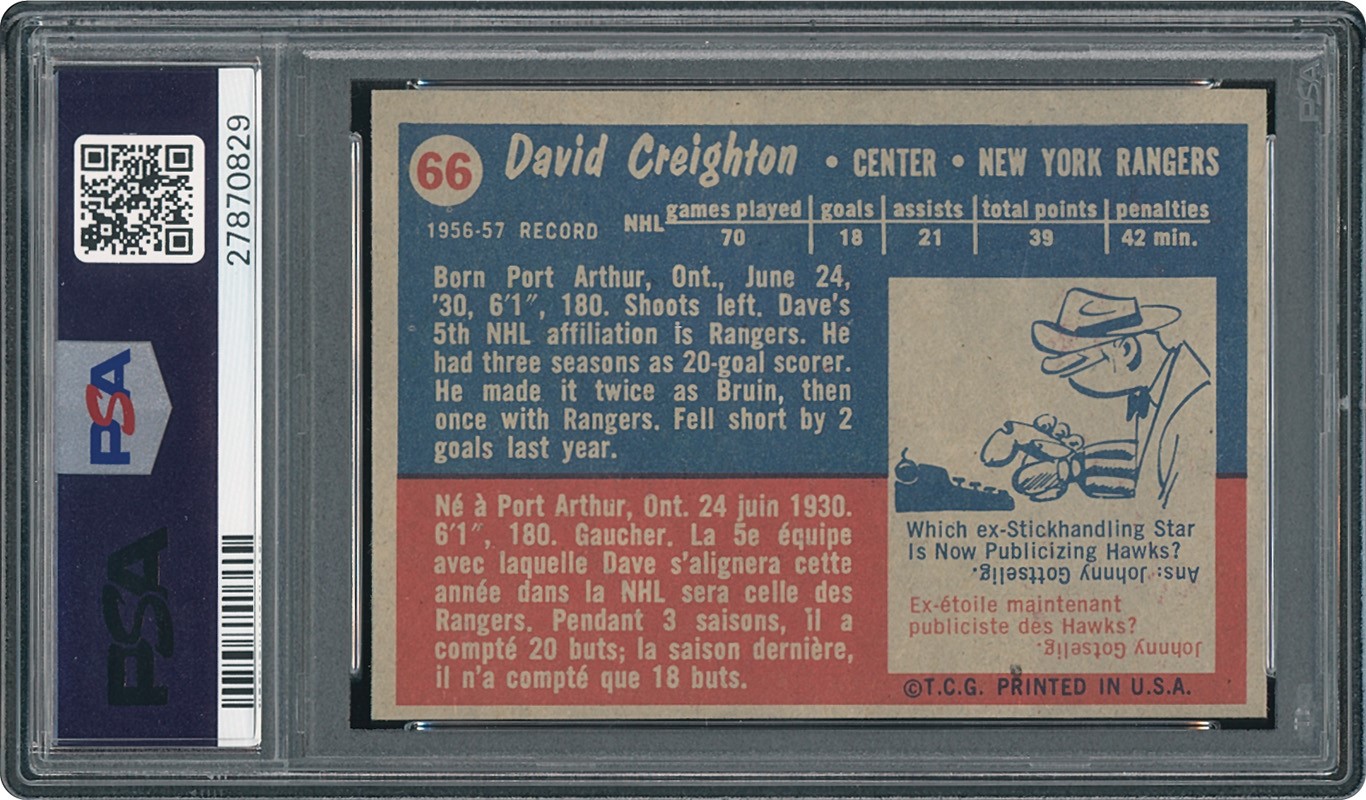 27870829
PSA
PSA
PSA
66 David Creighton • CENTER • NEW YORK RANGERS
1956-57 RECORD NHL games played goals assists total points penalties
70 18 21 39 42 min.
Born Port Arthur, Ont., June 24,
'30, 6'1", 180. Shoots left. Dave's
5th NHL affiliation is Rangers. He
had three seasons as 20-goal scorer.
He made it twice as Bruin, then
once with Rangers. Fell short by 2
goals last year.
Né à Port Arthur, Ont. 24 juin 1930.
6'1", 180. Gaucher. La 5e équipe
avec laquelle Dave s'alignera cette
année dans la NHL sera celle des
Rangers. Pendant 3 saisons, il a
compté 20 buts; la saison dernière,
il n'a compté que 18 buts.
Which ex-Stickhandling Star
Is Now Publicizing Hawks?
Ans: Johnny Gottselig.
Ex-étoile maintenant
publiciste dès Hawks?
Johnny Gotselig.
©T.C.G. PRINTED IN U.S.A.